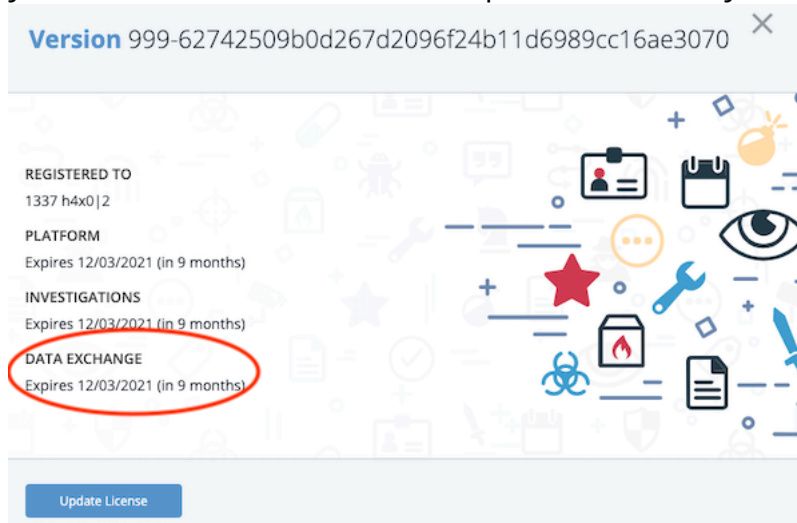 Version 999-62742509b0d267d2096f24b11d6989cc16ae3070
REGISTERED TO
1337 h4x0|2
PLATFORM
Expires 12/03/2021 (in 9 months)
INVESTIGATIONS
Expires 12/03/2021 (in 9 months)
DATA EXCHANGE
Expires 12/03/2021 (in 9 months)
Update License